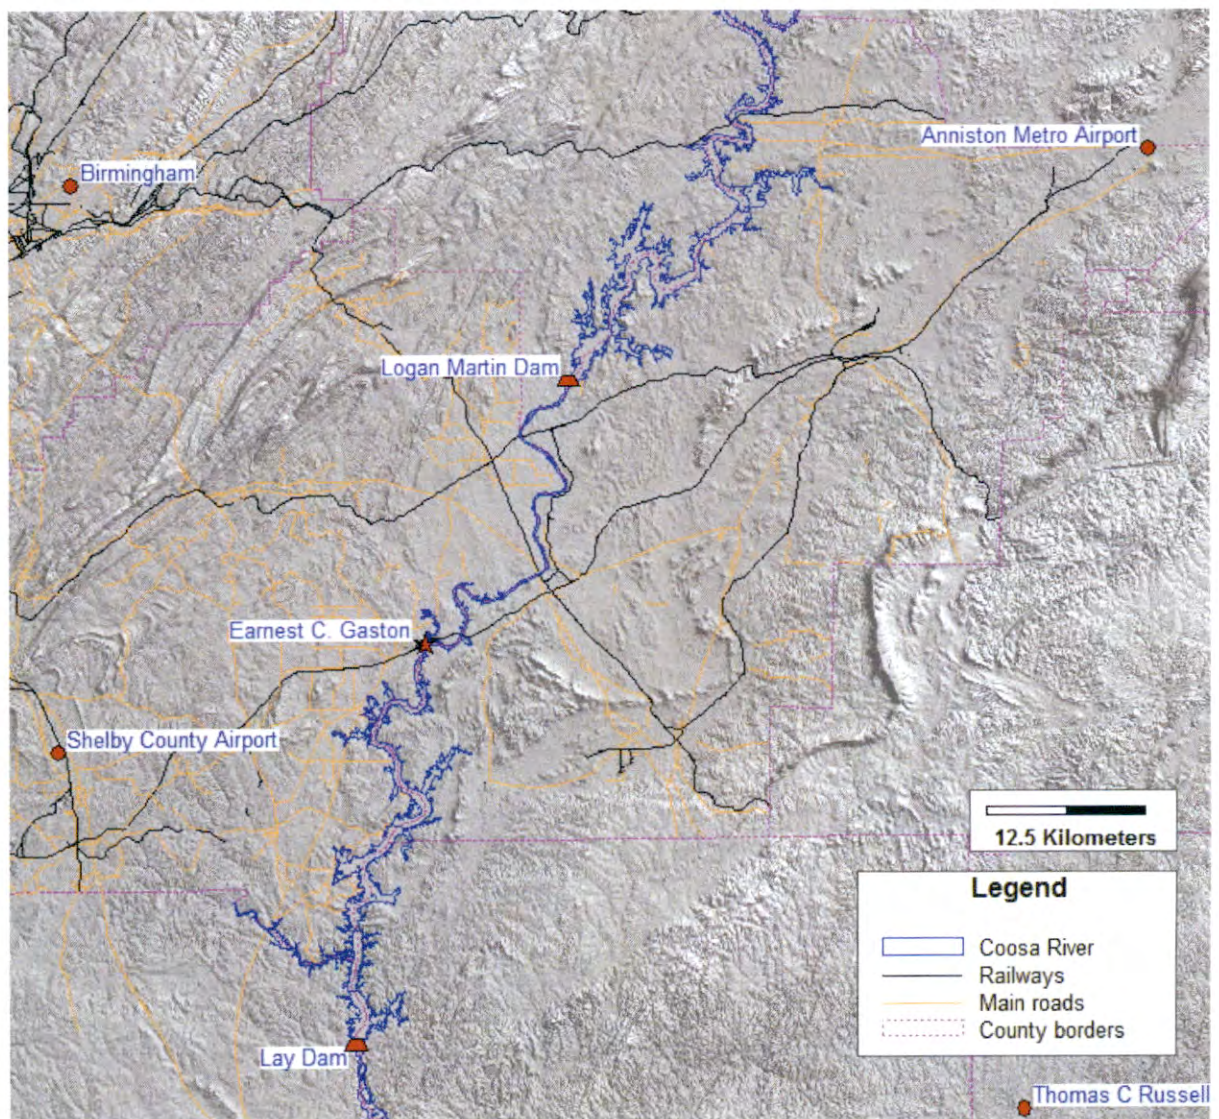 Anniston Metro Airport
Birmingham
Logan Martin Dam
Earnest C. Gaston
Shelby County Airport
12.5 Kilometers
Legend
Coosa River
Railways
Main roads
County borders
Lay Dam
Thomas C Russell